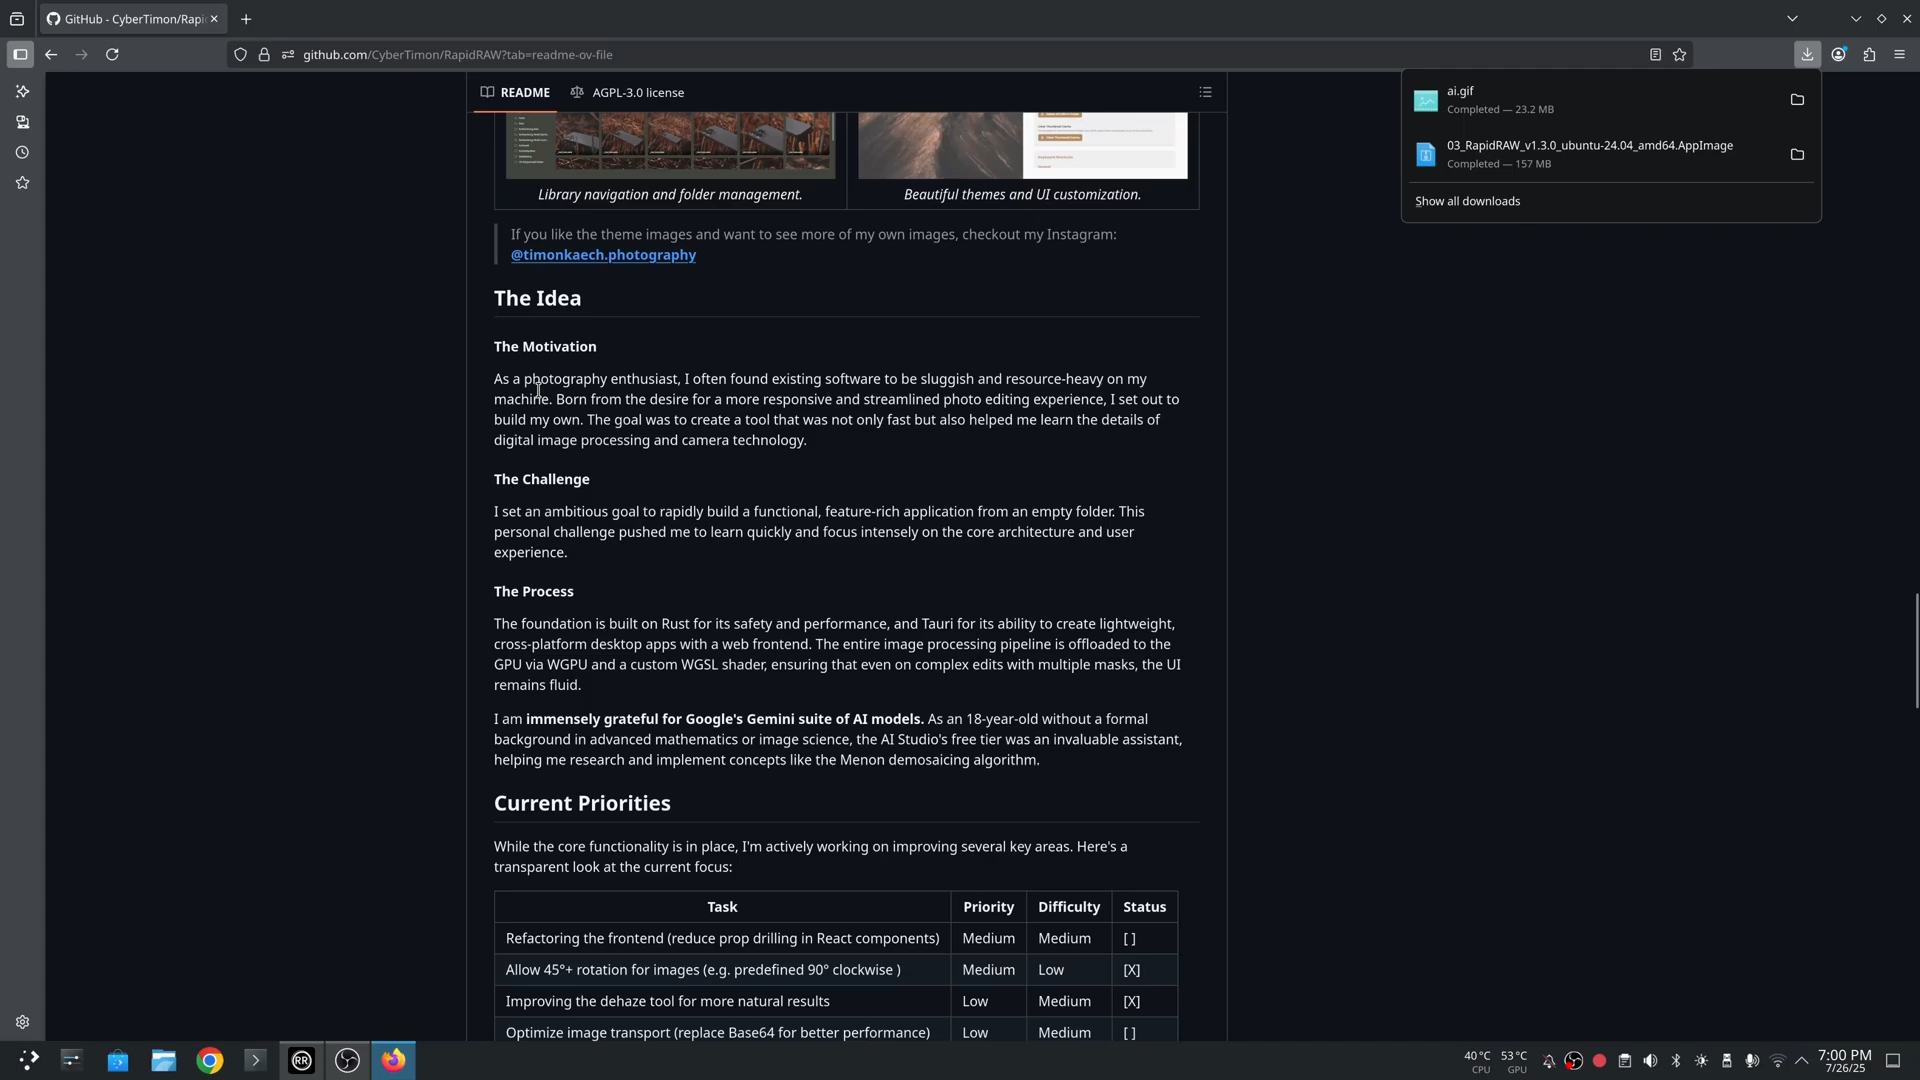 GitHub - CyberTimon/Rapi
github.com/CyberTimon/RapidRAW?tab=readme-ov-file
README
AGPL-3.0 license
ai.gif
Completed — 23.2 MB
03_RapidRAW_v1.3.0_ubuntu-24.04_amd64.AppImage
Completed — 157 MB
Show all downloads
Library navigation and folder management.
Beautiful themes and UI customization.
If you like the theme images and want to see more of my own images, checkout my Instagram:
@timonkaech.photography
The Idea
The Motivation
As a photography enthusiast, I often found existing software to be sluggish and resource-heavy on my
machine. Born from the desire for a more responsive and streamlined photo editing experience, I set out to
build my own. The goal was to create a tool that was not only fast but also helped me learn the details of
digital image processing and camera technology.
The Challenge
I set an ambitious goal to rapidly build a functional, feature-rich application from an empty folder. This
personal challenge pushed me to learn quickly and focus intensely on the core architecture and user
experience.
The Process
The foundation is built on Rust for its safety and performance, and Tauri for its ability to create lightweight,
cross-platform desktop apps with a web frontend. The entire image processing pipeline is offloaded to the
GPU via WGPU and a custom WGSL shader, ensuring that even on complex edits with multiple masks, the UI
remains fluid.
I am immensely grateful for Google's Gemini suite of AI models. As an 18-year-old without a formal
background in advanced mathematics or image science, the AI Studio's free tier was an invaluable assistant,
helping me research and implement concepts like the Menon demosaicing algorithm.
Current Priorities
While the core functionality is in place, I'm actively working on improving several key areas. Here's a
transparent look at the current focus:
Task Priority Difficulty Status
Refactoring the frontend (reduce prop drilling in React components) Medium Medium [ ]
Allow 45°+ rotation for images (e.g. predefined 90° clockwise ) Medium Low [X]
Improving the dehaze tool for more natural results Low Medium [X]
Optimize image transport (replace Base64 for better performance) Low Medium [ ]
RR
40°C CPU
53°C GPU
7:00 PM
7/26/25